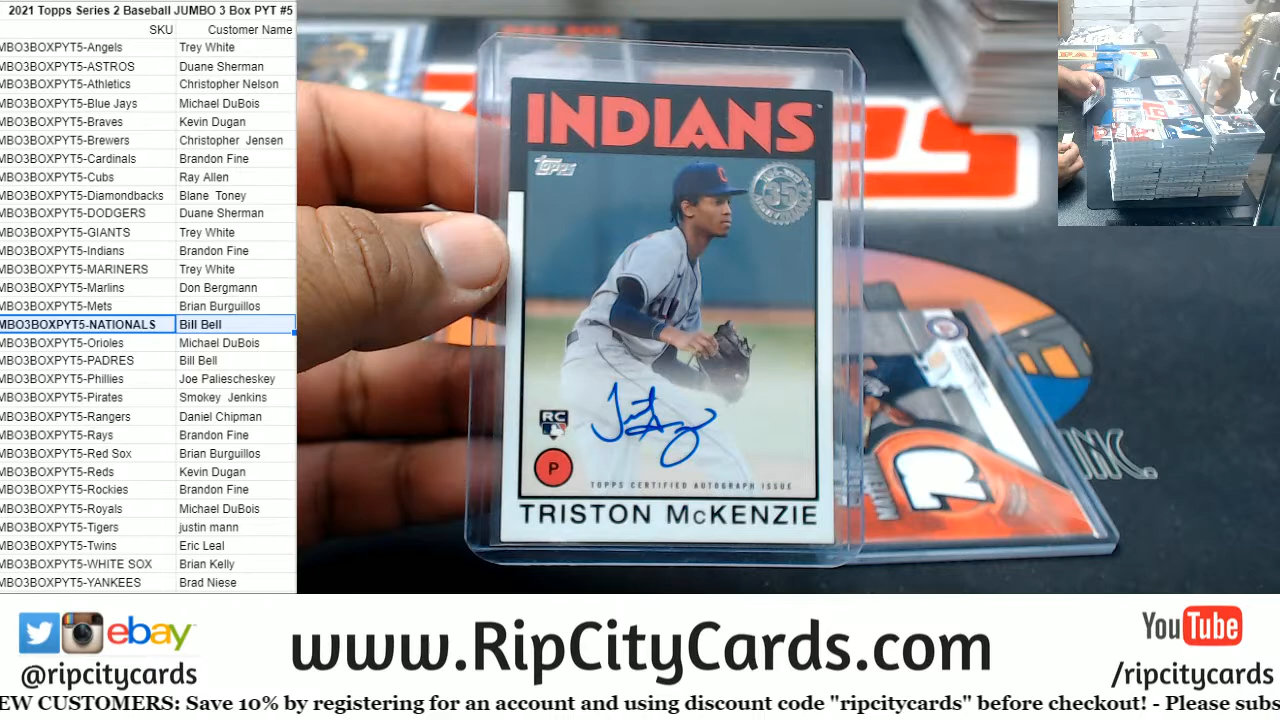 2021 Topps Series 2 Baseball JUMBO 3 Box PYT #5
SKU Customer Name
MBO3BOXPYT5-Angels Trey White
MBO3BOXPYT5-ASTROS Duane Sherman
MBO3BOXPYT5-Athletics Christopher Nelson
MBO3BOXPYT5-Blue Jays Michael DuBois
MBO3BOXPYT5-Braves Kevin Dugan
MBO3BOXPYT5-Brewers Christopher Jensen
MBO3BOXPYT5-Cardinals Brandon Fine
MBO3BOXPYT5-Cubs Ray Allen
MBO3BOXPYT5-Diamondbacks Blane Toney
MBO3BOXPYT5-DODGERS Duane Sherman
MBO3BOXPYT5-GIANTS Trey White
MBO3BOXPYT5-Indians Brandon Fine
MBO3BOXPYT5-MARINERS Trey White
MBO3BOXPYT5-Marlins Don Bergmann
MBO3BOXPYT5-Mets Brian Burguillos
MBO3BOXPYT5-NATIONALS Bill Bell
MBO3BOXPYT5-Orioles Michael DuBois
MBO3BOXPYT5-PADRES Bill Bell
MBO3BOXPYT5-Phillies Joe Paliescheskey
MBO3BOXPYT5-Pirates Smokey Jenkins
MBO3BOXPYT5-Rangers Daniel Chipman
MBO3BOXPYT5-Rays Brandon Fine
MBO3BOXPYT5-Red Sox Brian Burguillos
MBO3BOXPYT5-Reds Kevin Dugan
MBO3BOXPYT5-Rockies Brandon Fine
MBO3BOXPYT5-Royals Michael DuBois
MBO3BOXPYT5-Tigers justin mann
MBO3BOXPYT5-Twins Eric Leal
MBO3BOXPYT5-WHITE SOX Brian Kelly
MBO3BOXPYT5-YANKEES Brad Niese
INDIANS™
Topps
35
C
RC
P
TOPPS CERTIFIED AUTOGRAPH ISSUE
TRISTON McKENZIE
INC.
ebay
@ripcitycards
www.RipCityCards.com
YouTube
/ripcitycards
EW CUSTOMERS: Save 10% by registering for an account and using discount code "ripcitycards" before checkout! - Please subs